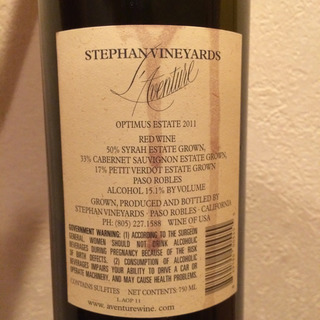 STEPHAN VINEYARDS
L'Aventure
OPTIMUS ESTATE 2011
RED WINE
50% SYRAH ESTATE GROWN,
33% CABERNET SAUVIGNON ESTATE GROWN,
17% PETIT VERDOT ESTATE GROWN,
PASO ROBLES
ALCOHOL 15.1% BY VOLUME
GROWN, PRODUCED AND BOTTLED BY
STEPHAN VINEYARDS · PASO ROBLES - CALIFORNIA
PH: (805) 227.1588 WINE OF USA
GOVERNMENT WARNING: (1) ACCORDING TO THE SURGEON
GENERAL, WOMEN SHOULD NOT DRINK ALCOHOLIC
BEVERAGES DURING PREGNANCY BECAUSE OF THE RISK
OF BIRTH DEFECTS. (2) CONSUMPTION OF ALCOHOLIC
BEVERAGES IMPAIRS YOUR ABILITY TO DRIVE A CAR OR
OPERATE MACHINERY, AND MAY CAUSE HEALTH PROBLEMS.
CONTAINS SULFITES NET CONTENTS: 750 ML
L.AOP 11
www.aventurewine.com